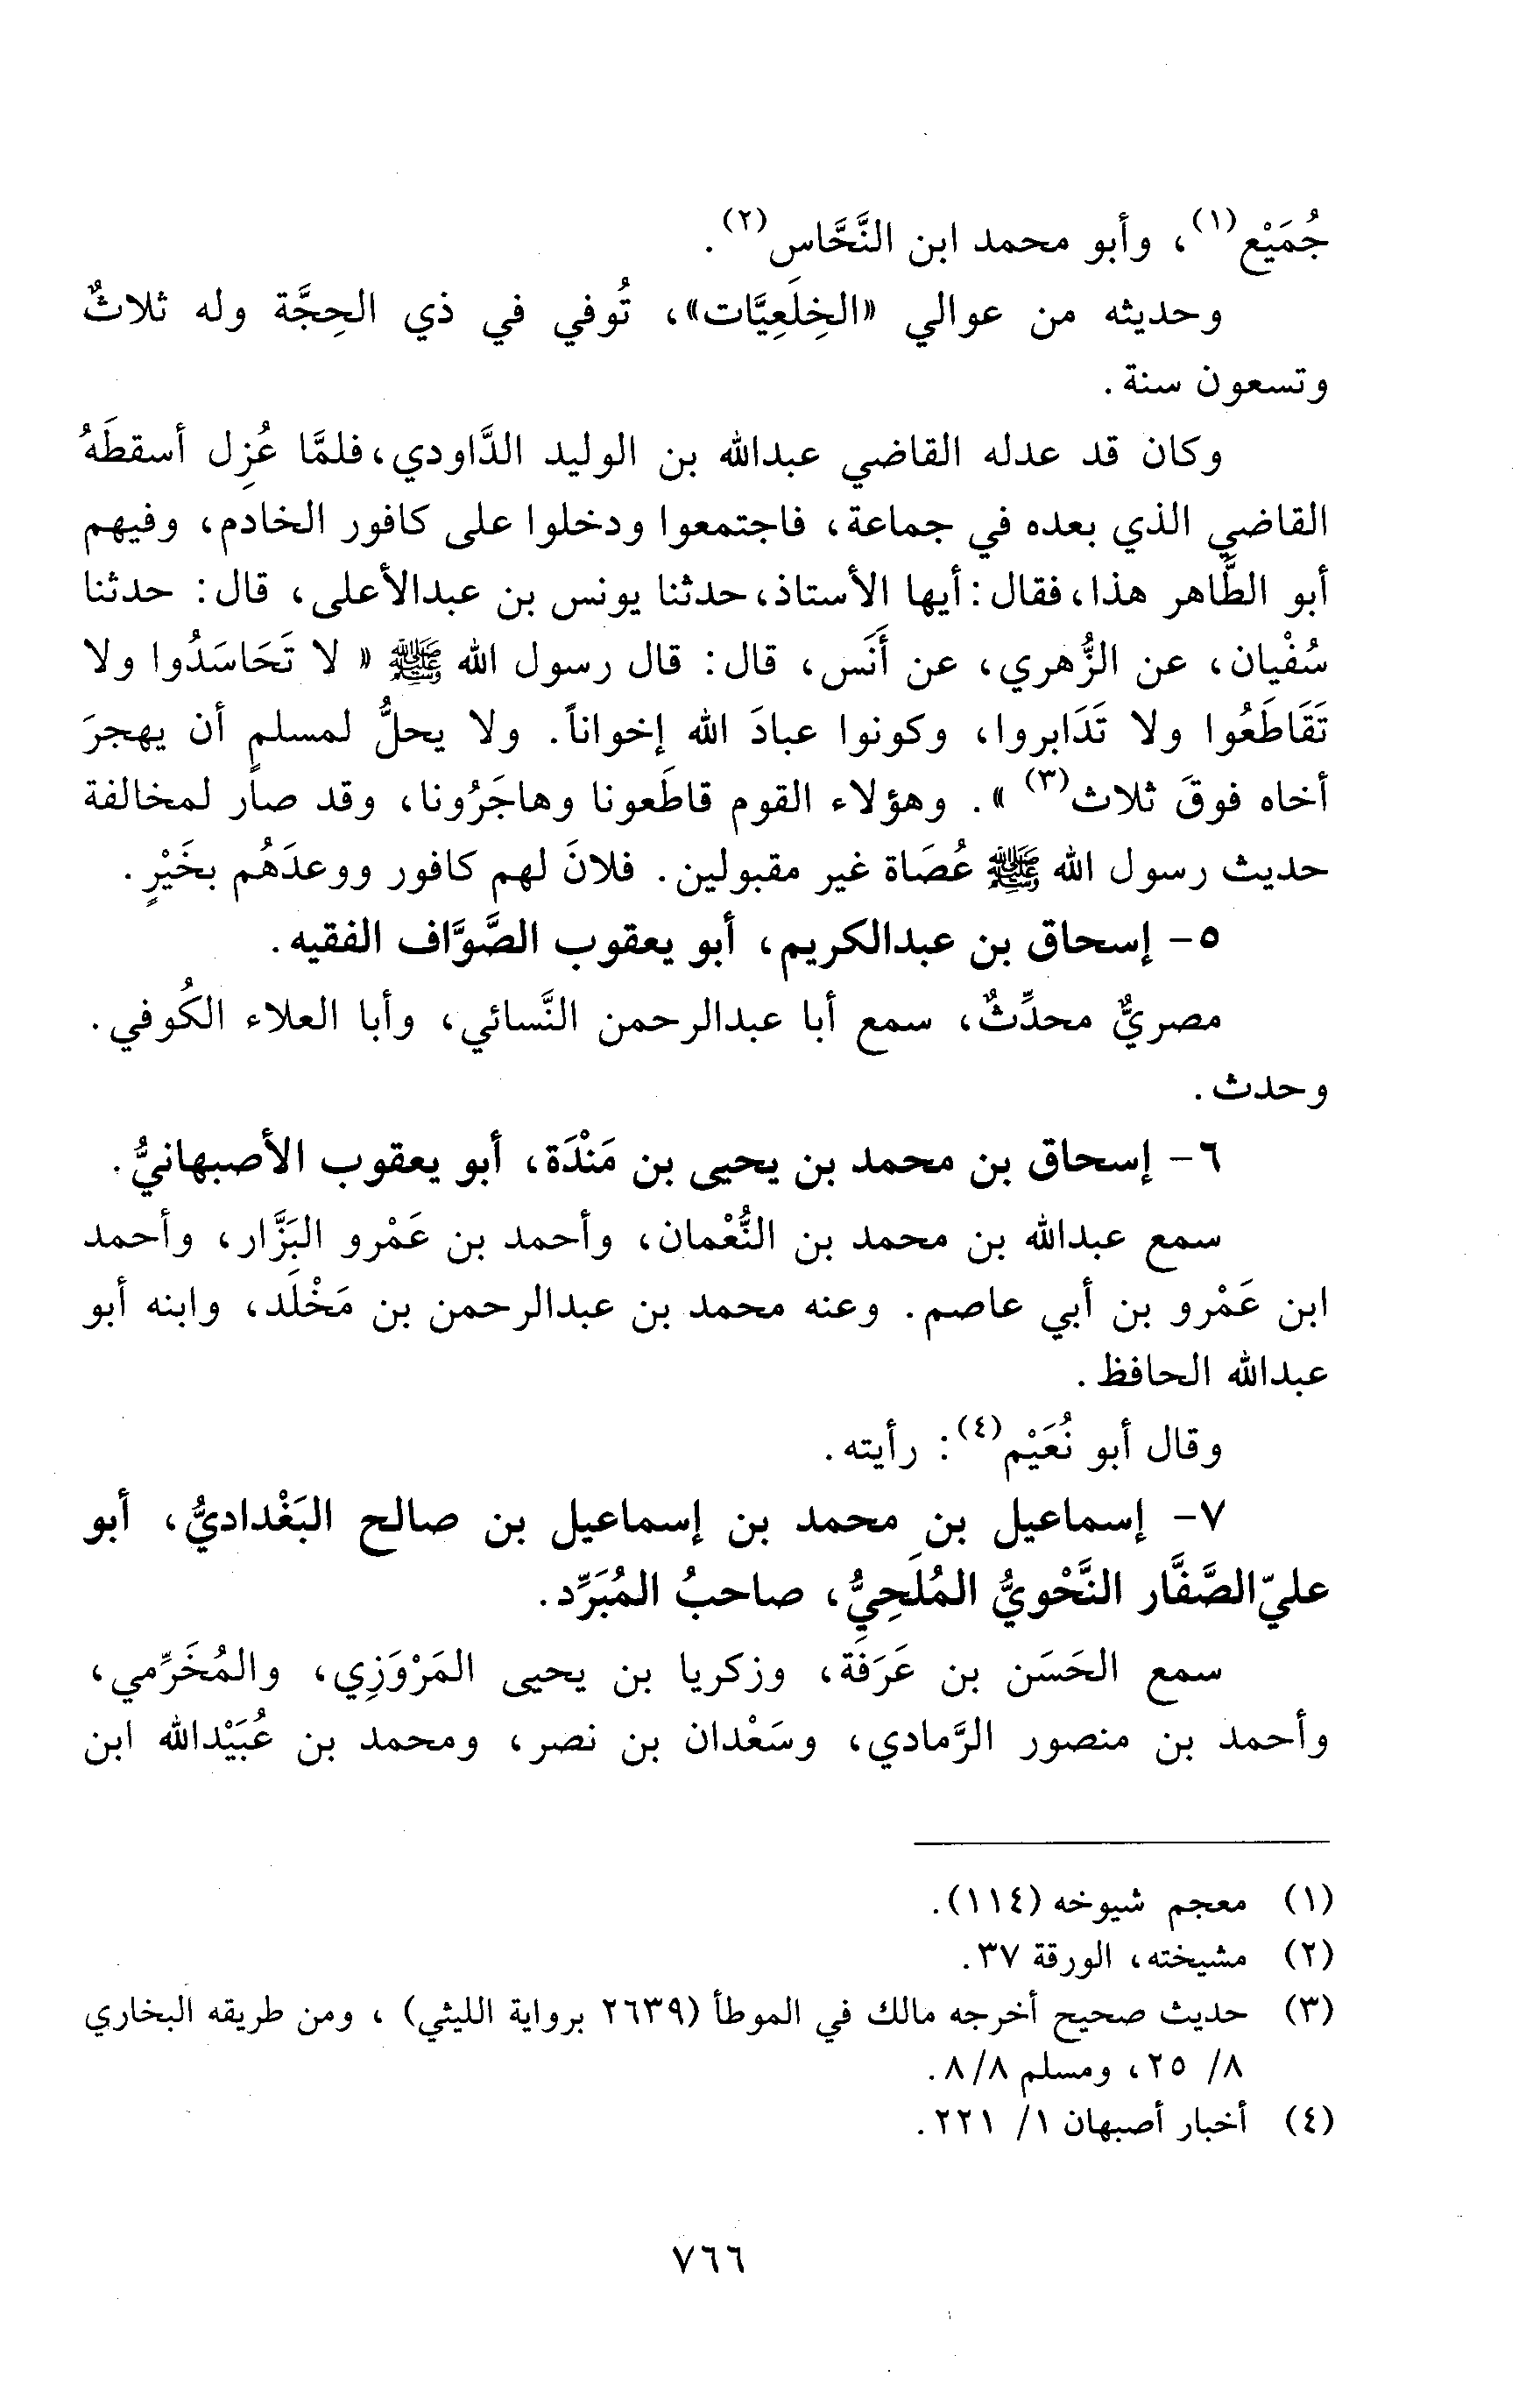 جُمَيْع(١)، وأبو محمد ابن النَّحَّاس(٢).
وحديثه من عوالي «الخِلَعِيَّات»، تُوفي في ذي الحِجَّة وله ثلاثٌ
وتسعون سنة.
وكان قد عدله القاضي عبدالله بن الوليد الدَّاودي، فلمَّا عُزِل أسقطَهُ
القاضي الذي بعده في جماعة، فاجتمعوا ودخلوا على كافور الخادم، وفيهم
أبو الطَّاهر هذا، فقال: أيها الأستاذ، حدثنا يونس بن عبدالأعلى، قال: حدثنا
سُفْيان، عن الزُّهري، عن أَنَس، قال: قال رسول الله ﷺ « لا تَحَاسَدُوا ولا
تَقَاطَعُوا ولا تَدَابروا، وكونوا عبادَ الله إخواناً. ولا يحلُّ لمسلمٍ أن يهجرَ
أخاه فوقَ ثلاث(٣) ». وهؤلاء القوم قاطَعونا وهاجَرُونا، وقد صار لمخالفة
حديث رسول الله ﷺ عُصَاة غير مقبولين. فلانَ لهم كافور ووعدَهُم بخَيْرٍ.
٥- إسحاق بن عبدالكريم، أبو يعقوب الصَّوَّاف الفقيه.
مصريٌّ محدِّثٌ، سمع أبا عبدالرحمن النَّسائي، وأبا العلاء الكُوفي.
وحدث.
٦- إسحاق بن محمد بن يحيى بن مَنْدَة، أبو يعقوب الأصبهانيُّ.
سمع عبدالله بن محمد بن النُّعْمان، وأحمد بن عَمْرو البَزَّار، وأحمد
ابن عَمْرو بن أبي عاصم. وعنه محمد بن عبدالرحمن بن مَخْلَد، وابنه أبو
عبدالله الحافظ.
وقال أبو نُعَيْم(٤): رأيته.
٧- إسماعيل بن محمد بن إسماعيل بن صالح البَغْداديُّ، أبو
عليّ الصَّفَّار النَّحْويُّ المُلَحِيُّ، صاحبُ المُبَرِّد.
سمع الحَسَن بن عَرَفَة، وزكريا بن يحيى المَرْوَزِي، والمُخَرِّمي،
وأحمد بن منصور الرَّمادي، وسَعْدان بن نصر، ومحمد بن عُبَيْدالله ابن
(١) معجم شيوخه (١١٤).
(٢) مشيخته، الورقة ٣٧.
(٣) حديث صحيح أخرجه مالك في الموطأ (٢٦٣٩ برواية الليثي) ، ومن طريقه البخاري
٨/ ٢٥، ومسلم ٨/٨.
(٤) أخبار أصبهان ١/ ٢٢١.
٧٦٦